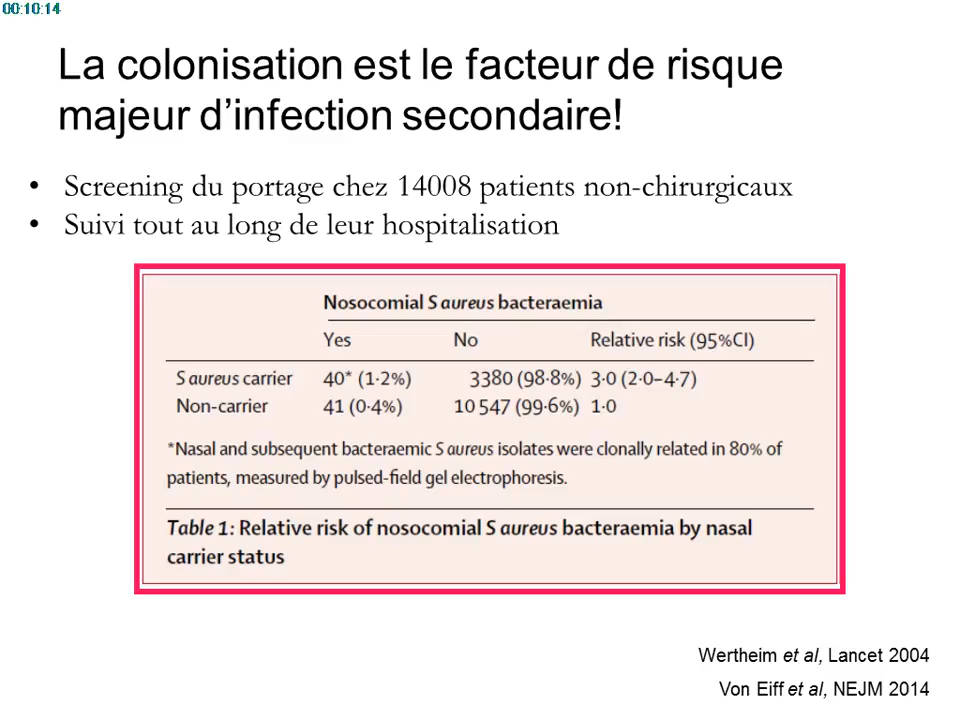 00:10:14
La colonisation est le facteur de risque
majeur d’infection secondaire!
• Screening du portage chez 14008 patients non-chirurgicaux
• Suivi tout au long de leur hospitalisation
Nosocomial S aureus bacteraemia
Yes No Relative risk (95%CI)
S aureus carrier 40* (1·2%) 3380 (98·8%) 3·0 (2·0–4·7)
Non-carrier 41 (0·4%) 10 547 (99·6%) 1·0
*Nasal and subsequent bacteraemic S aureus isolates were clonally related in 80% of
patients, measured by pulsed-field gel electrophoresis.
Table 1: Relative risk of nosocomial S aureus bacteraemia by nasal
carrier status
Wertheim et al, Lancet 2004
Von Eiff et al, NEJM 2014